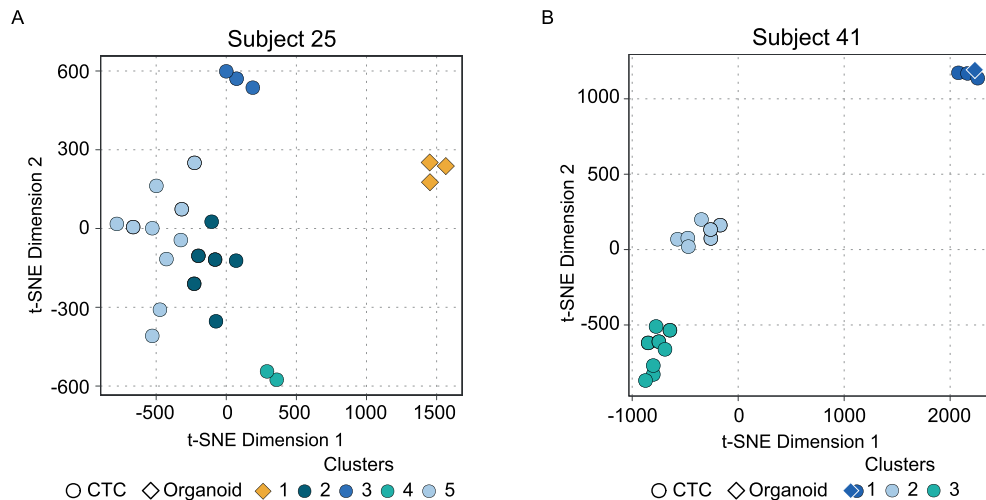 A
Subject 25
600
300
0
-300
-600
t-SNE Dimension 2
-500 0 500 1000 1500
t-SNE Dimension 1
Clusters
CTC Organoid 1 2 3 4 5
B
Subject 41
1000
500
0
-500
t-SNE Dimension 2
-1000 0 1000 2000
t-SNE Dimension 1
Clusters
CTC Organoid 1 2 3